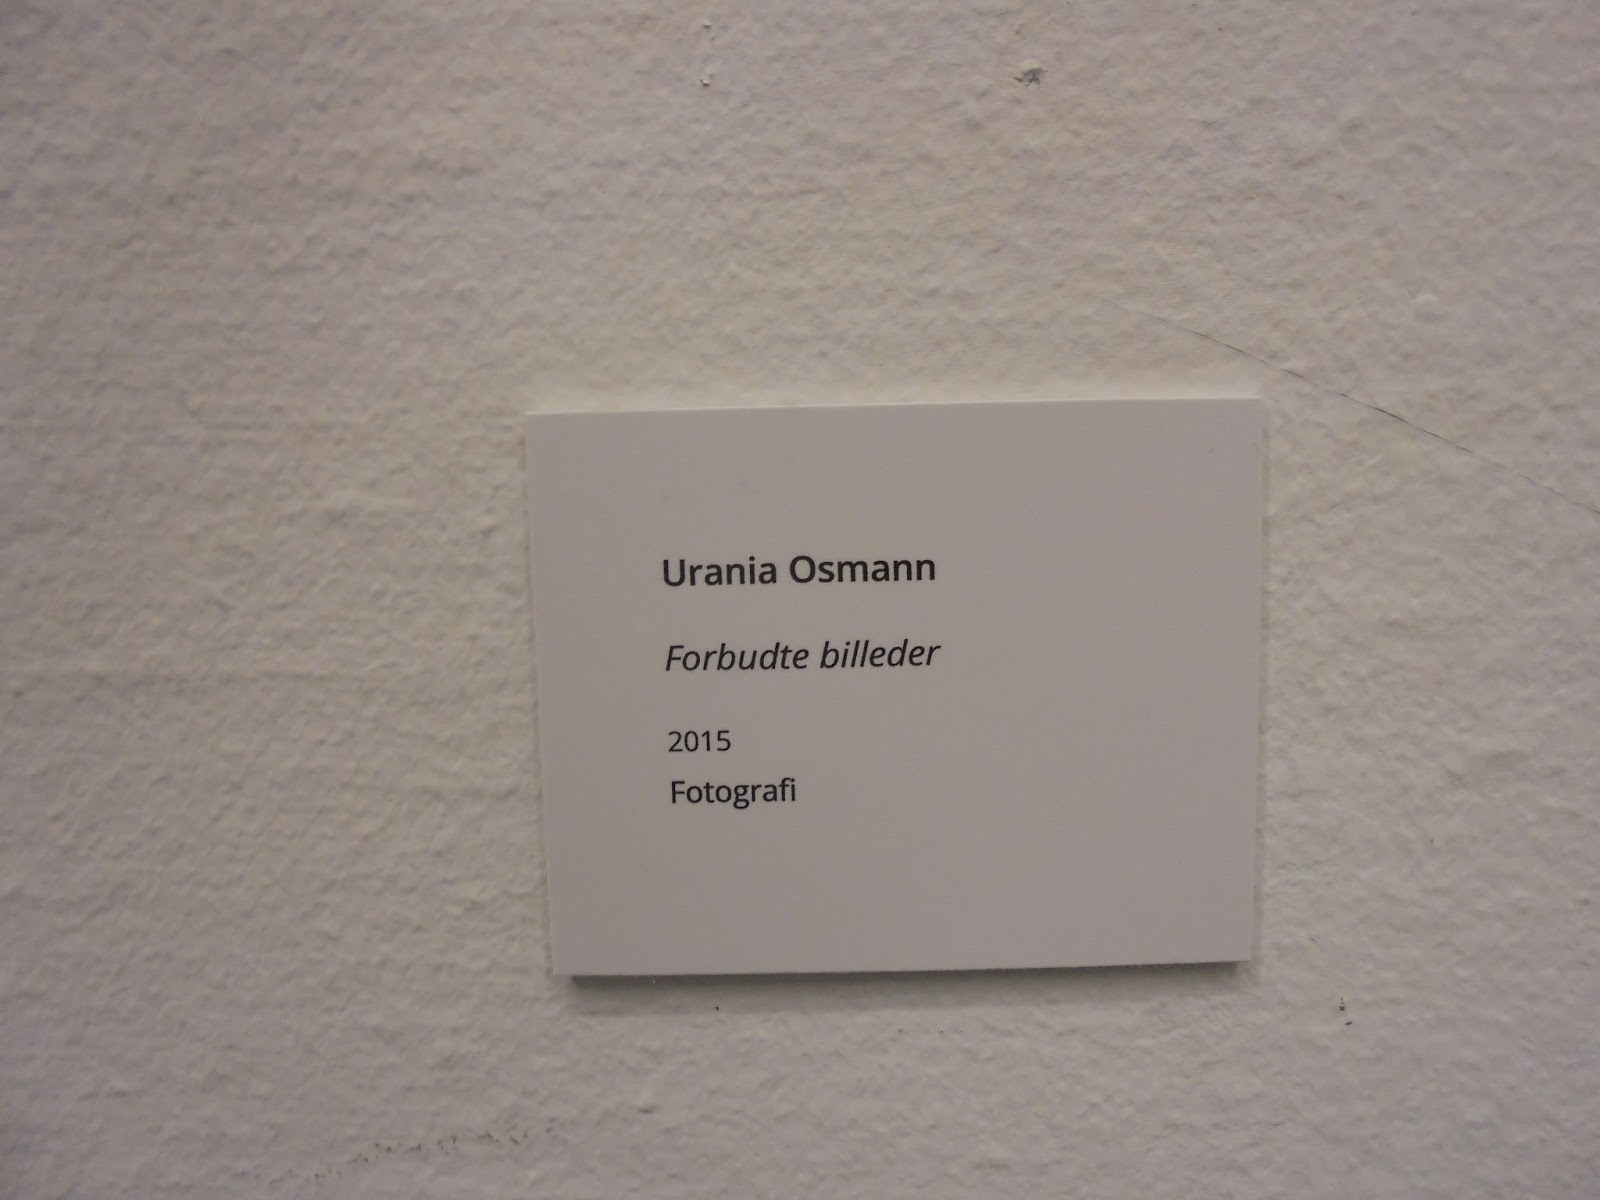 Urania Osmann
Forbudte billeder
2015
Fotografi